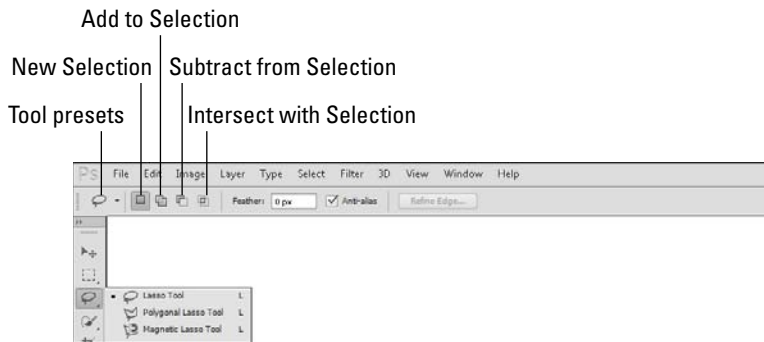 Add to Selection
New Selection Subtract from Selection
Tool presets Intersect with Selection
Ps File Edit Image Layer Type Select Filter 3D View Window Help
Feather: 0 px Anti-alias Refine Edge...
Lasso Tool L
Polygonal Lasso Tool L
Magnetic Lasso Tool L